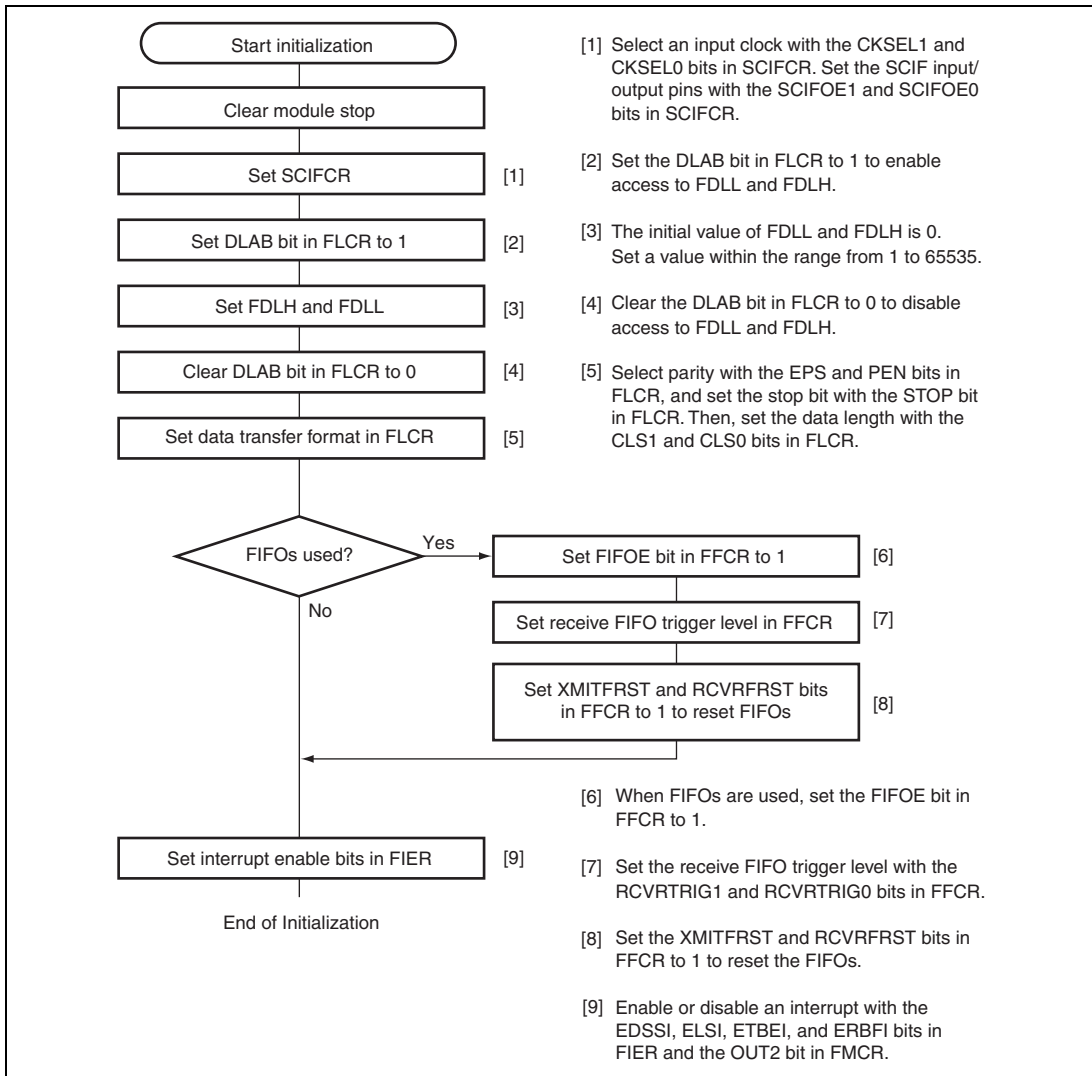 Start initialization
Clear module stop
Set SCIFCR
[1]
Set DLAB bit in FLCR to 1
[2]
Set FDLH and FDLL
[3]
Clear DLAB bit in FLCR to 0
[4]
Set data transfer format in FLCR
[5]
[1] Select an input clock with the CKSEL1 and
CKSEL0 bits in SCIFCR. Set the SCIF input/
output pins with the SCIFOE1 and SCIFOE0
bits in SCIFCR.
[2] Set the DLAB bit in FLCR to 1 to enable
access to FDLL and FDLH.
[3] The initial value of FDLL and FDLH is 0.
Set a value within the range from 1 to 65535.
[4] Clear the DLAB bit in FLCR to 0 to disable
access to FDLL and FDLH.
[5] Select parity with the EPS and PEN bits in
FLCR, and set the stop bit with the STOP bit
in FLCR. Then, set the data length with the
CLS1 and CLS0 bits in FLCR.
FIFOs used?
Yes
No
Set FIFOE bit in FFCR to 1
[6]
Set receive FIFO trigger level in FFCR
[7]
Set XMITFRST and RCVRFRST bits
in FFCR to 1 to reset FIFOs
[8]
Set interrupt enable bits in FIER
[9]
End of Initialization
[6] When FIFOs are used, set the FIFOE bit in
FFCR to 1.
[7] Set the receive FIFO trigger level with the
RCVRTRIG1 and RCVRTRIG0 bits in FFCR.
[8] Set the XMITFRST and RCVRFRST bits in
FFCR to 1 to reset the FIFOs.
[9] Enable or disable an interrupt with the
EDSSI, ELSI, ETBEI, and ERBFI bits in
FIER and the OUT2 bit in FMCR.